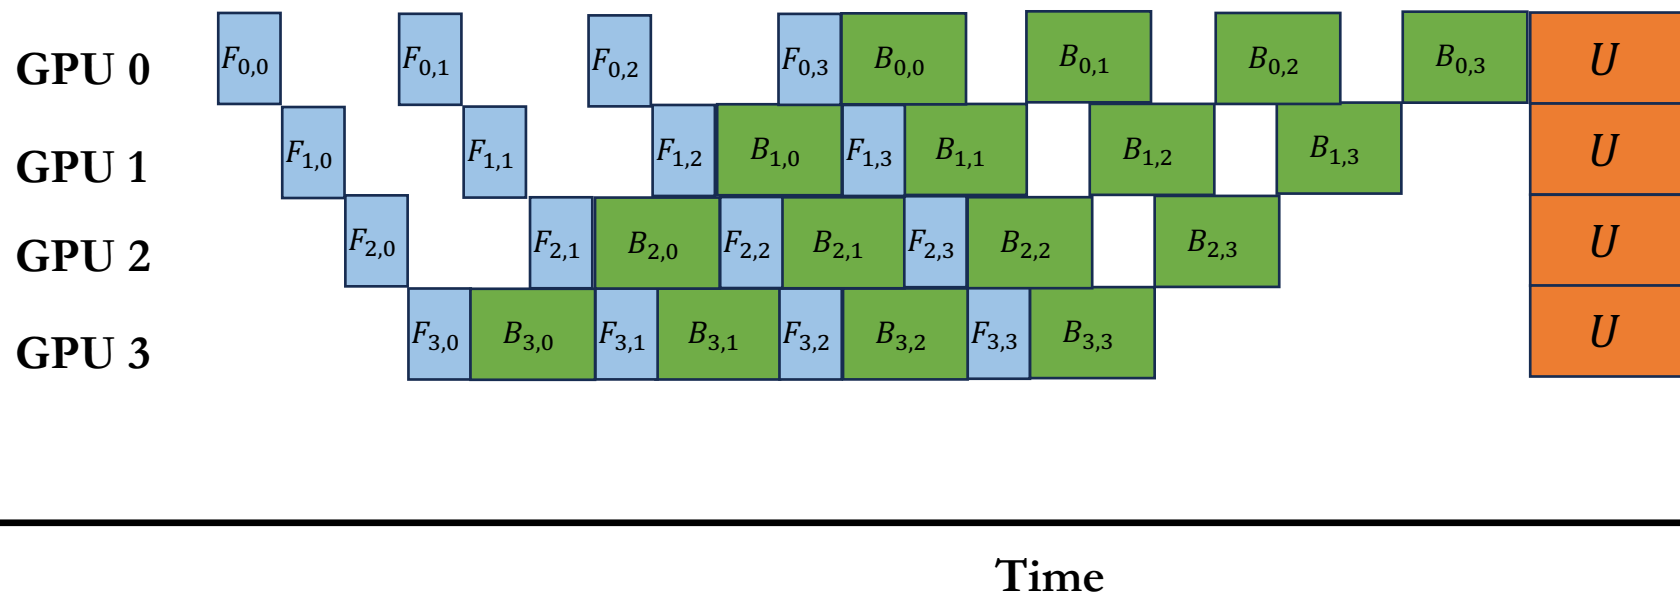 GPU 0 F0,0 F0,1 F0,2 F0,3 B0,0 B0,1 B0,2 B0,3 U
GPU 1 F1,0 F1,1 F1,2 B1,0 F1,3 B1,1 B1,2 B1,3 U
GPU 2 F2,0 F2,1 B2,0 F2,2 B2,1 F2,3 B2,2 B2,3 U
GPU 3 F3,0 B3,0 F3,1 B3,1 F3,2 B3,2 F3,3 B3,3 U
Time